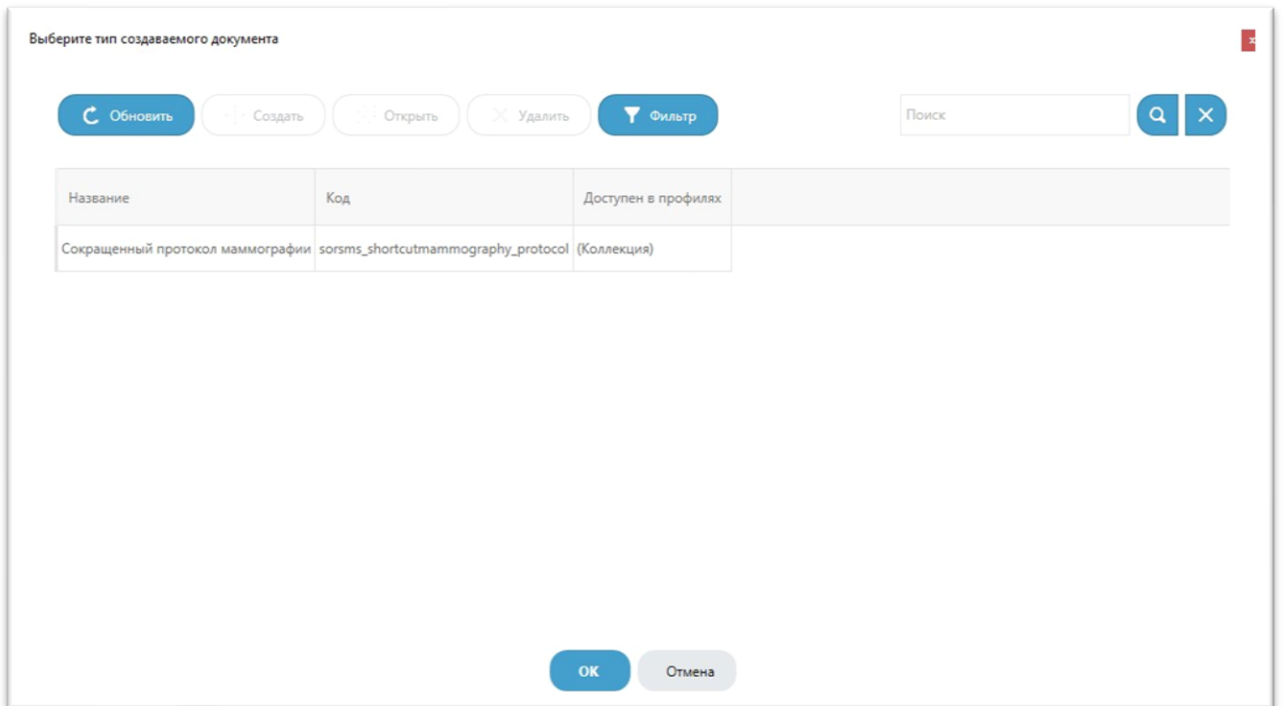 Выберите тип создаваемого документа
x
Обновить Создать Открыть Удалить Фильтр Поиск
Название Код Доступен в профилях
Сокращенный протокол маммографии sorsms_shortcutmammography_protocol (Коллекция)
ОК Отмена